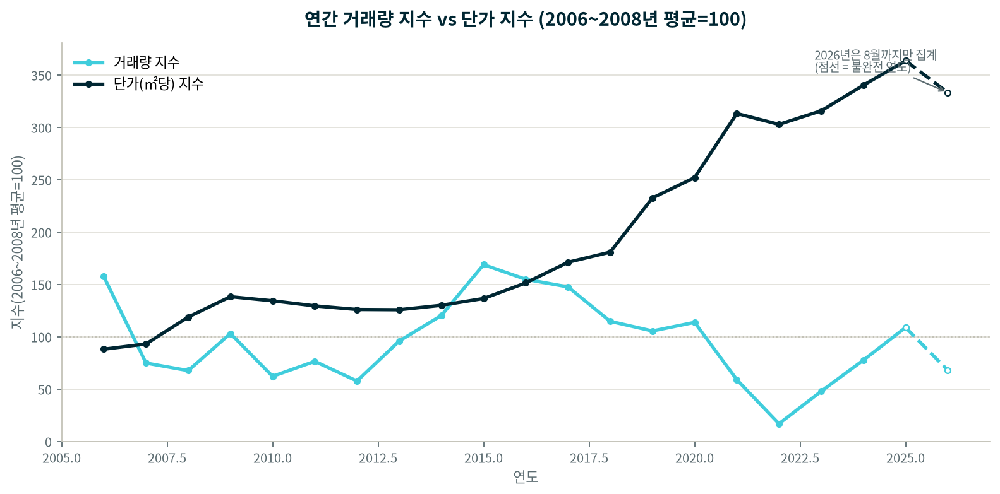 연간 거래량 지수 vs 단가 지수 (2006~2008년 평균=100)
거래량 지수
단가(㎡당) 지수
2026년은 8월까지만 집계
(점선 = 불완전 연도)
지수(2006~2008년 평균=100)
350
300
250
200
150
100
50
0
2005.0 2007.5 2010.0 2012.5 2015.0 2017.5 2020.0 2022.5 2025.0
연도